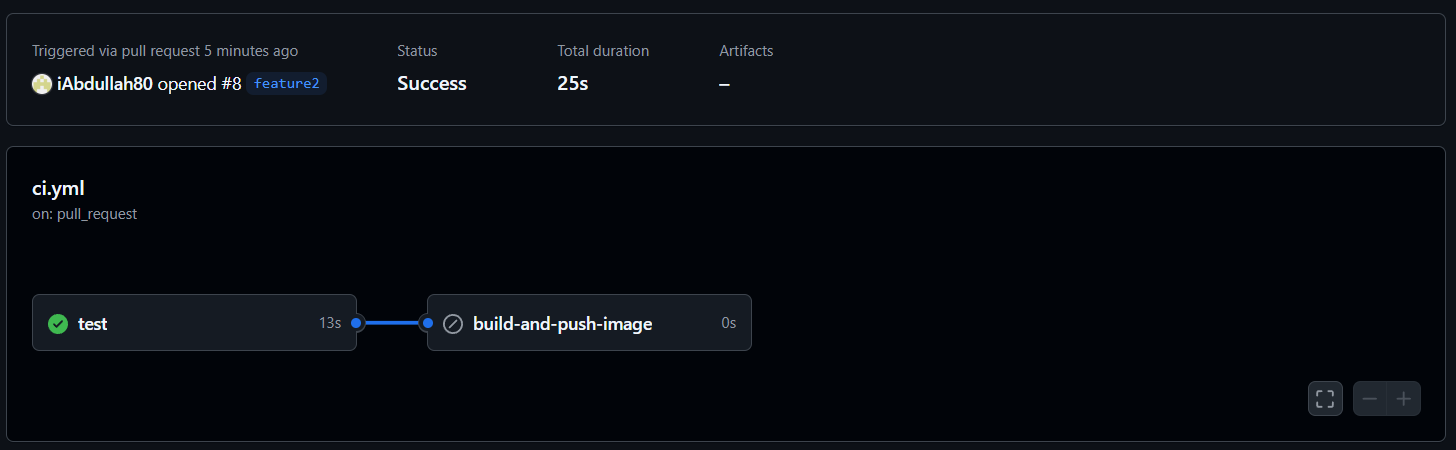 Triggered via pull request 5 minutes ago
iAbdullah80 opened #8 feature2
Status
Success
Total duration
25s
Artifacts
–
ci.yml
on: pull_request
test 13s
build-and-push-image 0s